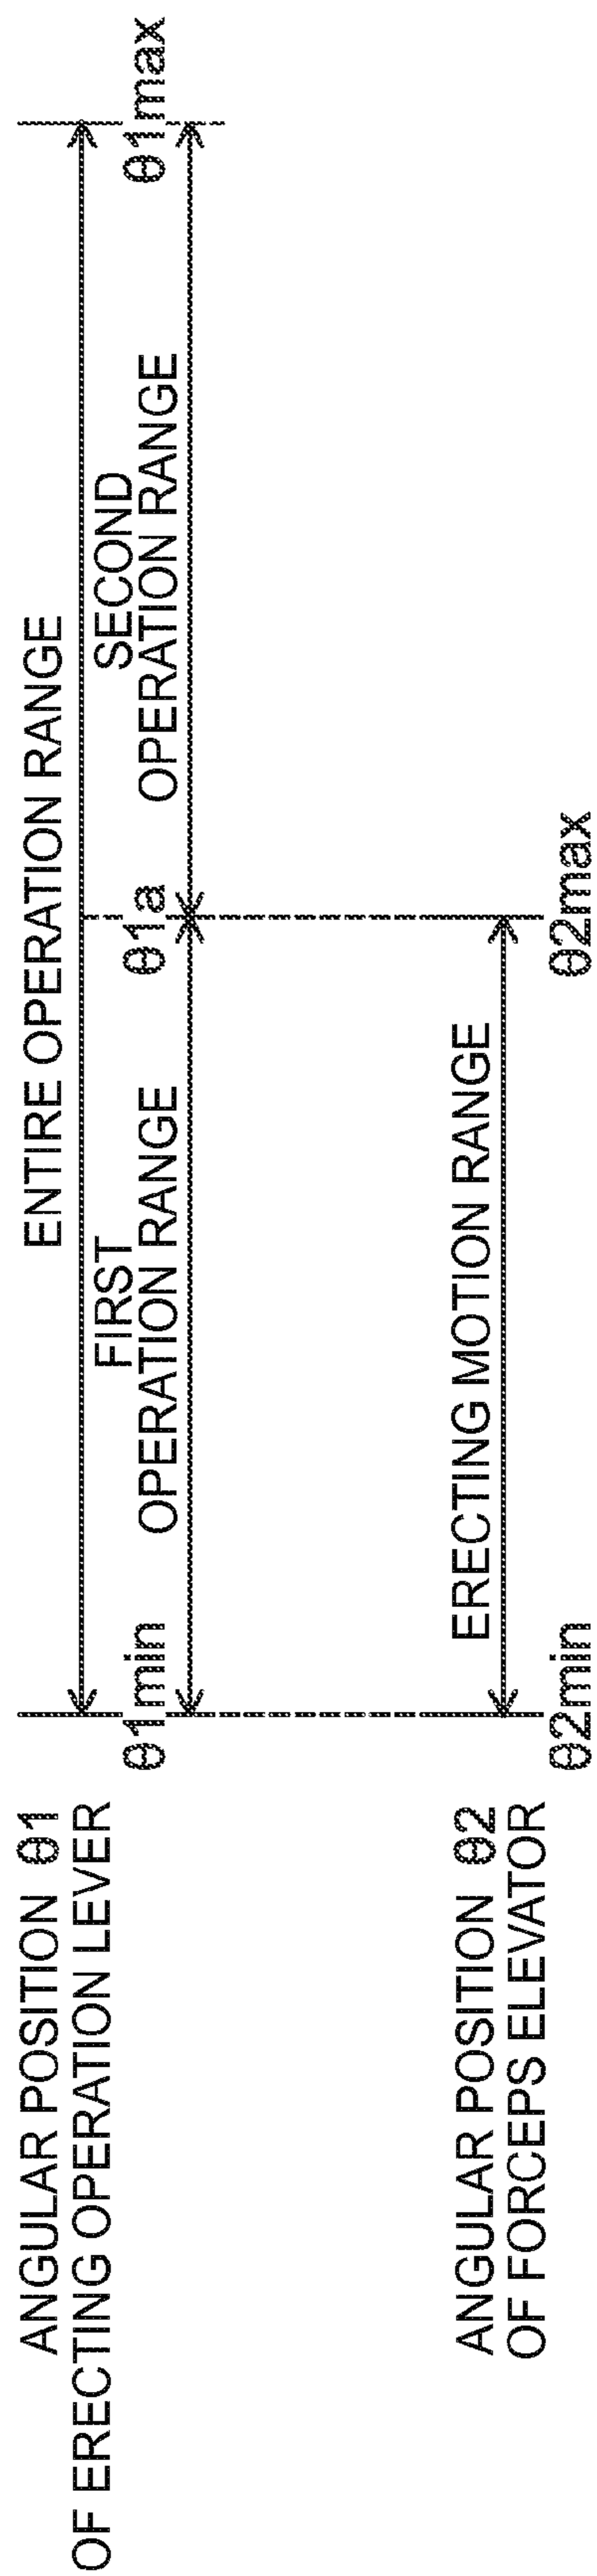 ENTIRE OPERATION RANGE
ANGULAR POSITION θ1
OF ERECTING OPERATION LEVER
FIRST
OPERATION RANGE
SECOND
OPERATION RANGE
θ1min
θ1a
θ1max
ERECTING MOTION RANGE
ANGULAR POSITION θ2
OF FORCEPS ELEVATOR
θ2min
θ2max